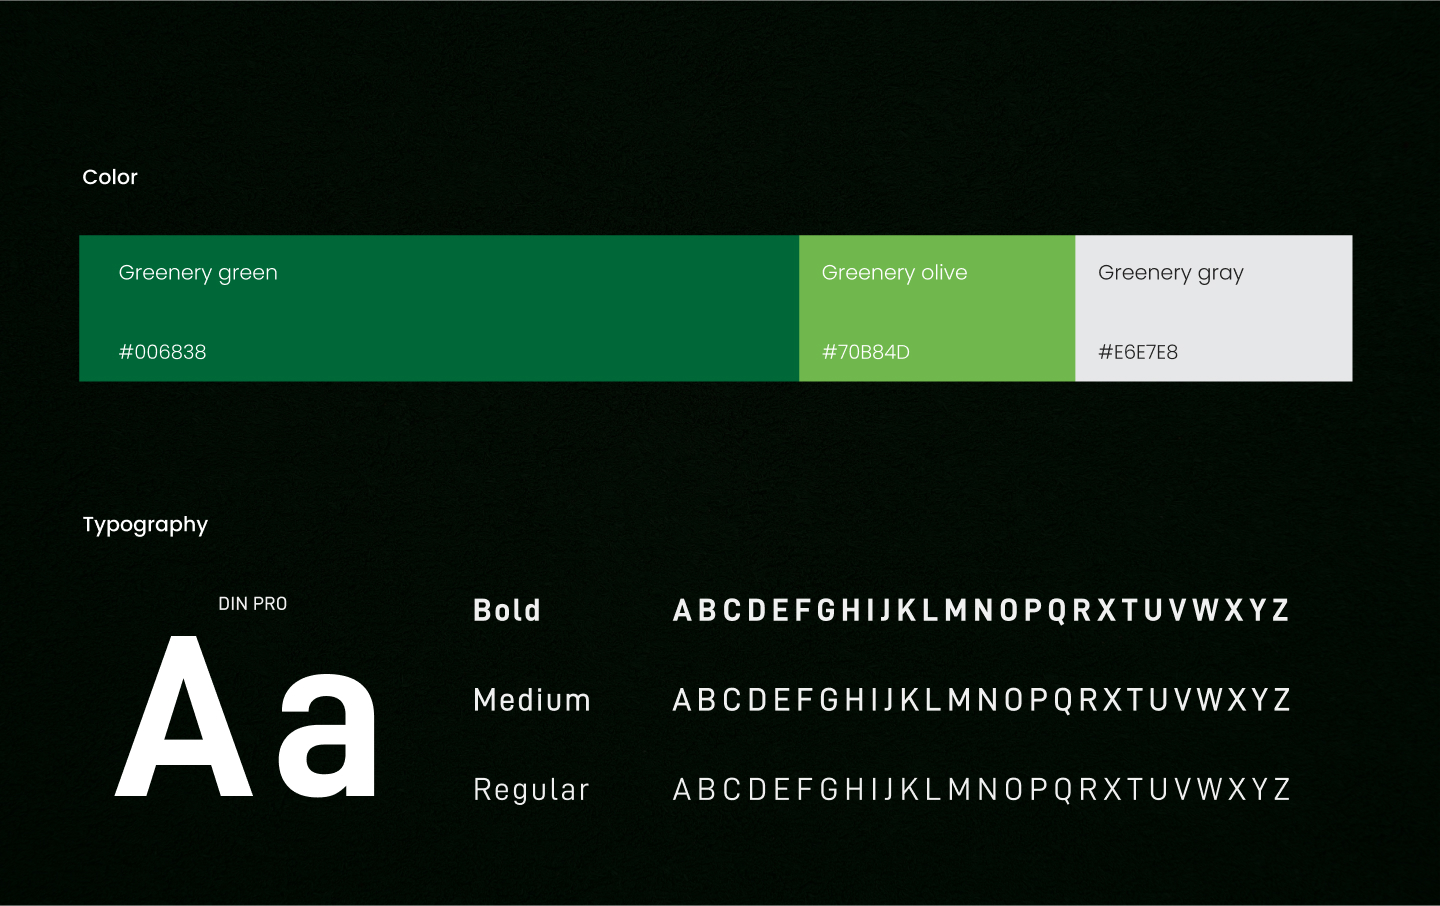 Color
Greenery green
#006838
Greenery olive
#70B84D
Greenery gray
#E6E7E8
Typography
DIN PRO
Aa
Bold
ABCDEFGHIJKLMNOPQRXTUVWXYZ
Medium
ABCDEFGHIJKLMNOPQRXTUVWXYZ
Regular
ABCDEFGHIJKLMNOPQRXTUVWXYZ